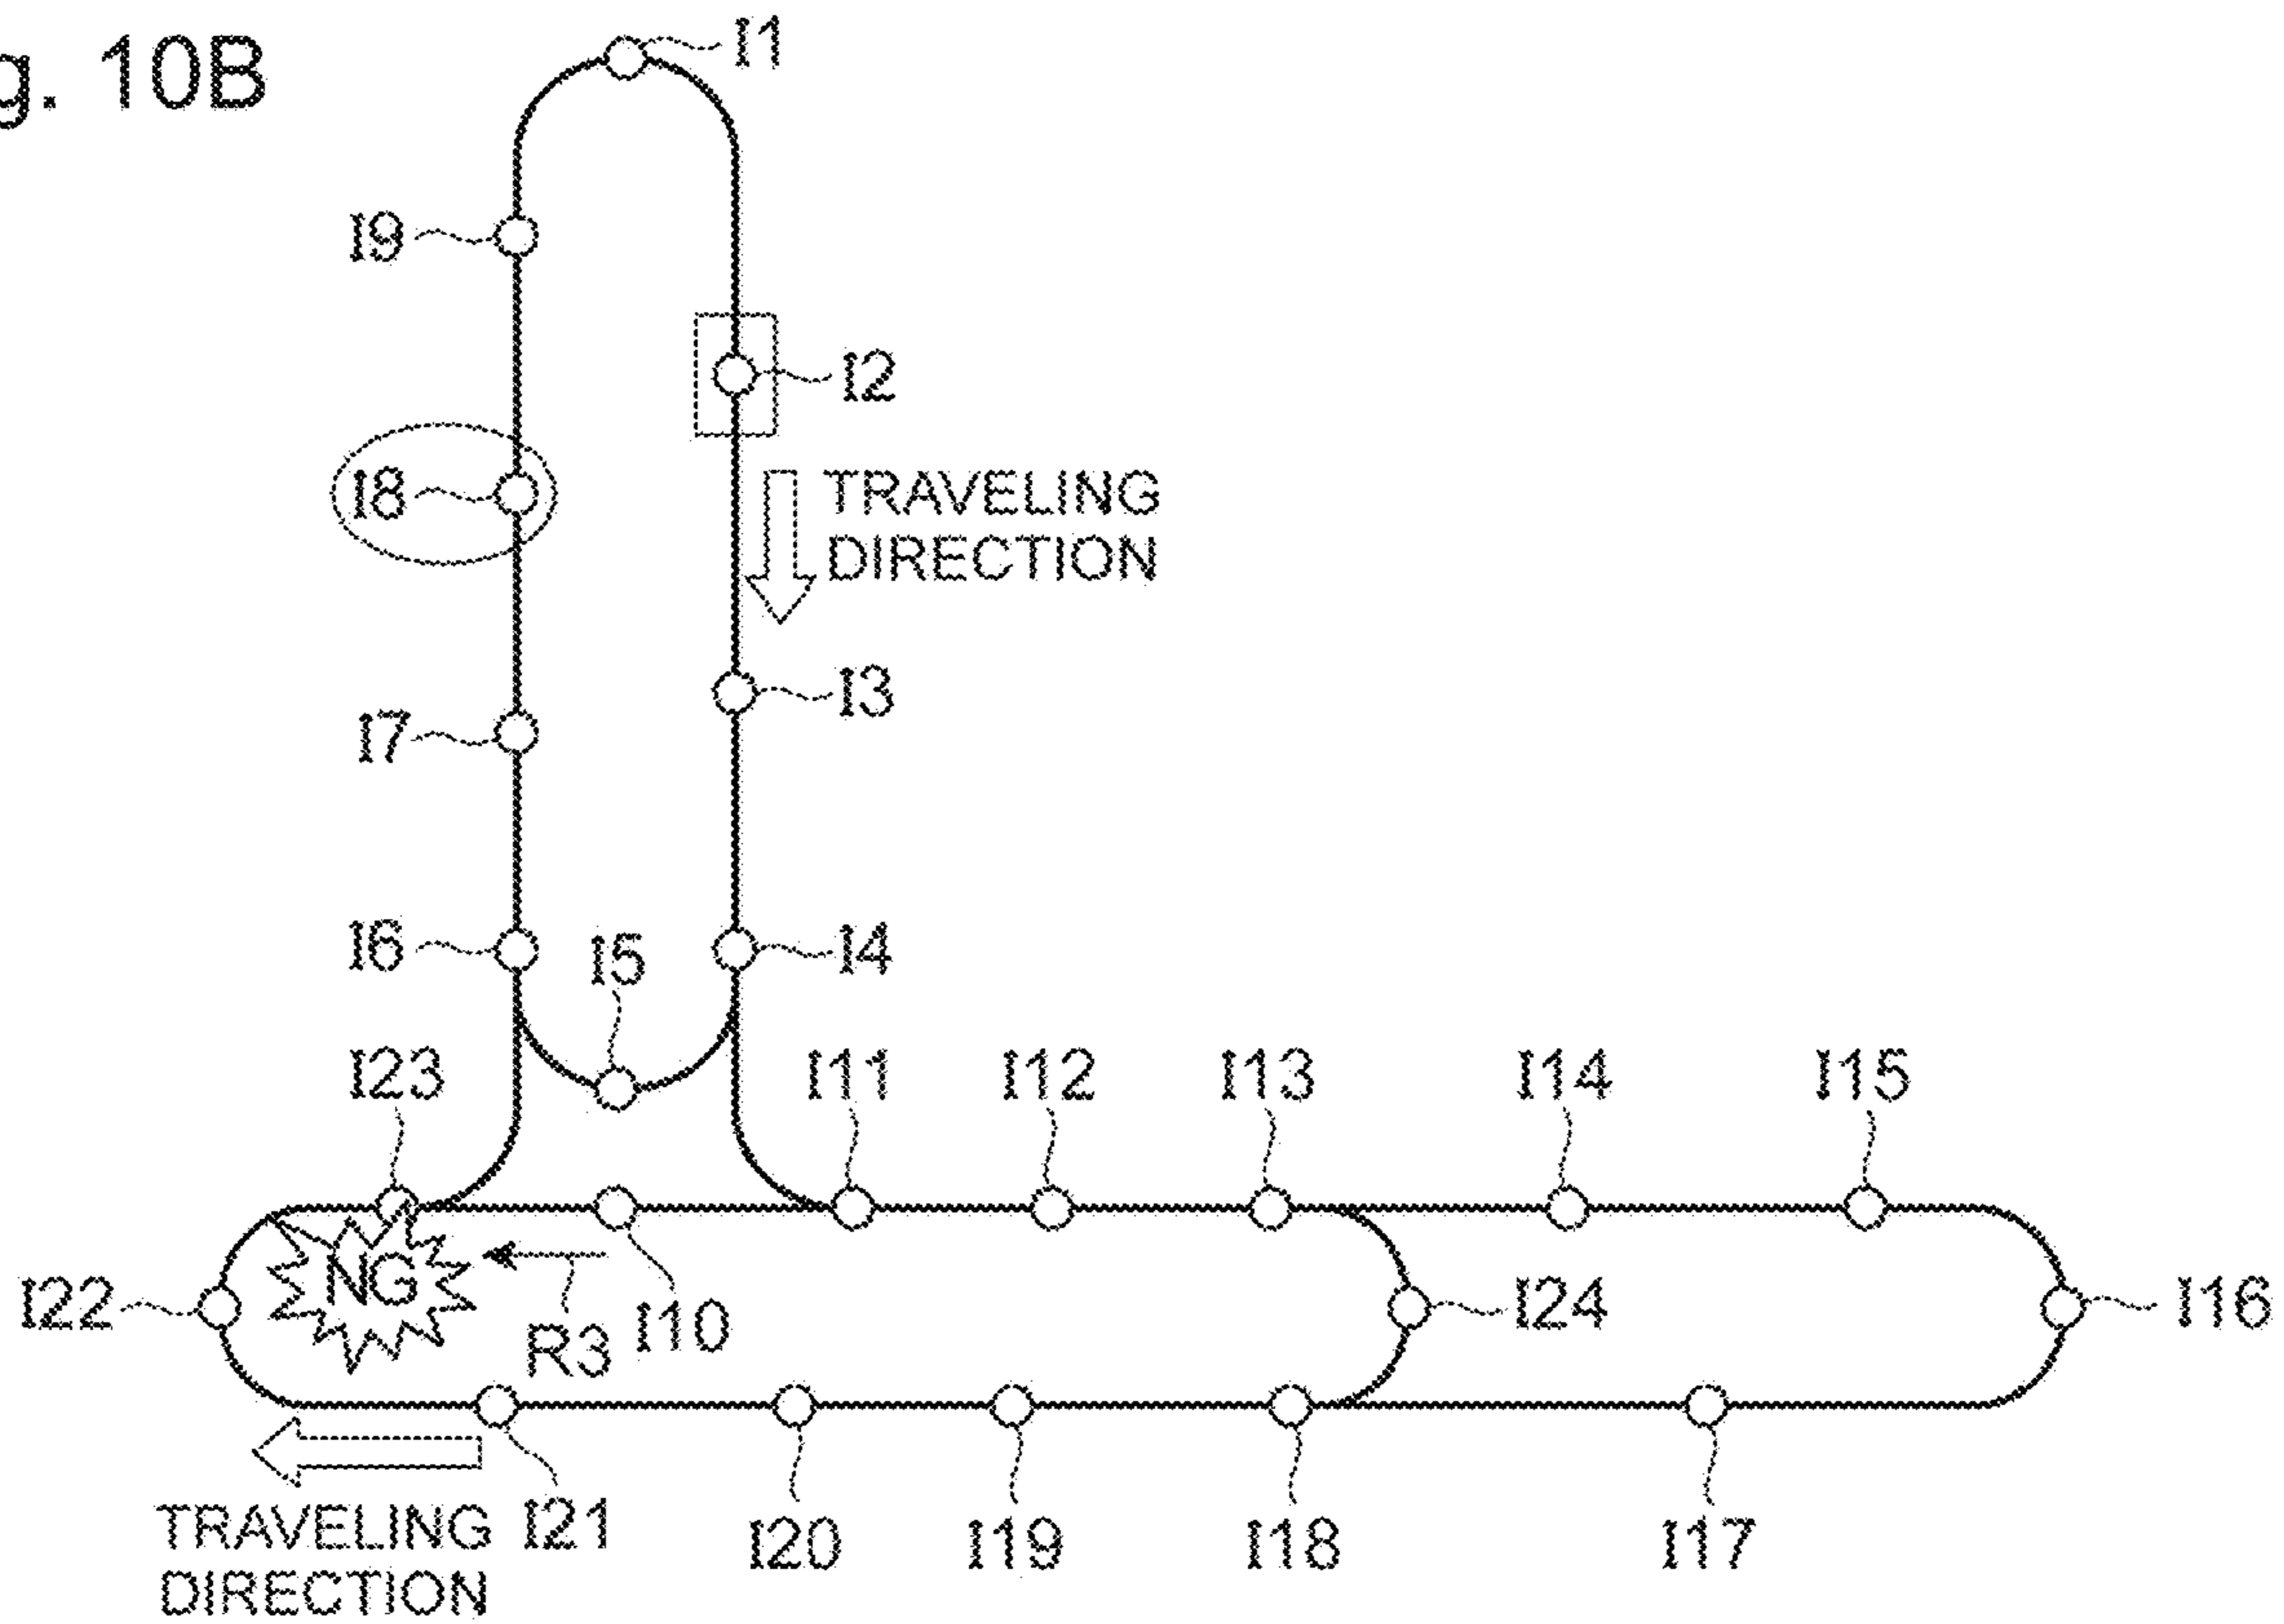 g. 10B
I1
I9
I2
I8
TRAVELING
DIRECTION
I3
I7
I6
I5
I4
I23
I11
I12
I13
I14
I15
NG
I22
R3
I10
I24
I16
TRAVELING
DIRECTION
I21
I20
I19
I18
I17